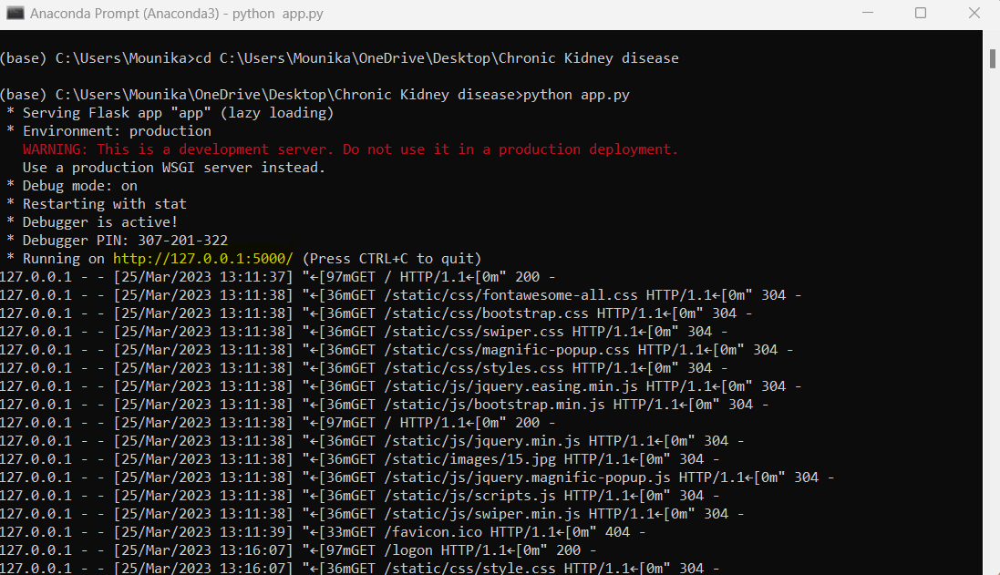 Anaconda Prompt (Anaconda3) - python  app.py
(base) C:\Users\Mounika>cd C:\Users\Mounika\OneDrive\Desktop\Chronic Kidney disease
(base) C:\Users\Mounika\OneDrive\Desktop\Chronic Kidney disease>python app.py
 * Serving Flask app "app" (lazy loading)
 * Environment: production
   WARNING: This is a development server. Do not use it in a production deployment.
   Use a production WSGI server instead.
 * Debug mode: on
 * Restarting with stat
 * Debugger is active!
 * Debugger PIN: 307-201-322
 * Running on http://127.0.0.1:5000/ (Press CTRL+C to quit)
127.0.0.1 - - [25/Mar/2023 13:11:37] "←[97mGET / HTTP/1.1←[0m" 200 -
127.0.0.1 - - [25/Mar/2023 13:11:38] "←[36mGET /static/css/fontawesome-all.css HTTP/1.1←[0m" 304 -
127.0.0.1 - - [25/Mar/2023 13:11:38] "←[36mGET /static/css/bootstrap.css HTTP/1.1←[0m" 304 -
127.0.0.1 - - [25/Mar/2023 13:11:38] "←[36mGET /static/css/swiper.css HTTP/1.1←[0m" 304 -
127.0.0.1 - - [25/Mar/2023 13:11:38] "←[36mGET /static/css/magnific-popup.css HTTP/1.1←[0m" 304 -
127.0.0.1 - - [25/Mar/2023 13:11:38] "←[36mGET /static/css/styles.css HTTP/1.1←[0m" 304 -
127.0.0.1 - - [25/Mar/2023 13:11:38] "←[36mGET /static/js/jquery.easing.min.js HTTP/1.1←[0m" 304 -
127.0.0.1 - - [25/Mar/2023 13:11:38] "←[36mGET /static/js/bootstrap.min.js HTTP/1.1←[0m" 304 -
127.0.0.1 - - [25/Mar/2023 13:11:38] "←[97mGET / HTTP/1.1←[0m" 200 -
127.0.0.1 - - [25/Mar/2023 13:11:38] "←[36mGET /static/js/jquery.min.js HTTP/1.1←[0m" 304 -
127.0.0.1 - - [25/Mar/2023 13:11:38] "←[36mGET /static/images/15.jpg HTTP/1.1←[0m" 304 -
127.0.0.1 - - [25/Mar/2023 13:11:38] "←[36mGET /static/js/jquery.magnific-popup.js HTTP/1.1←[0m" 304 -
127.0.0.1 - - [25/Mar/2023 13:11:38] "←[36mGET /static/js/scripts.js HTTP/1.1←[0m" 304 -
127.0.0.1 - - [25/Mar/2023 13:11:38] "←[36mGET /static/js/swiper.min.js HTTP/1.1←[0m" 304 -
127.0.0.1 - - [25/Mar/2023 13:11:39] "←[33mGET /favicon.ico HTTP/1.1←[0m" 404 -
127.0.0.1 - - [25/Mar/2023 13:16:07] "←[97mGET /logon HTTP/1.1←[0m" 200 -
127.0.0.1 - - [25/Mar/2023 13:16:07] "←[36mGET /static/css/style.css HTTP/1.1←[0m" 304 -